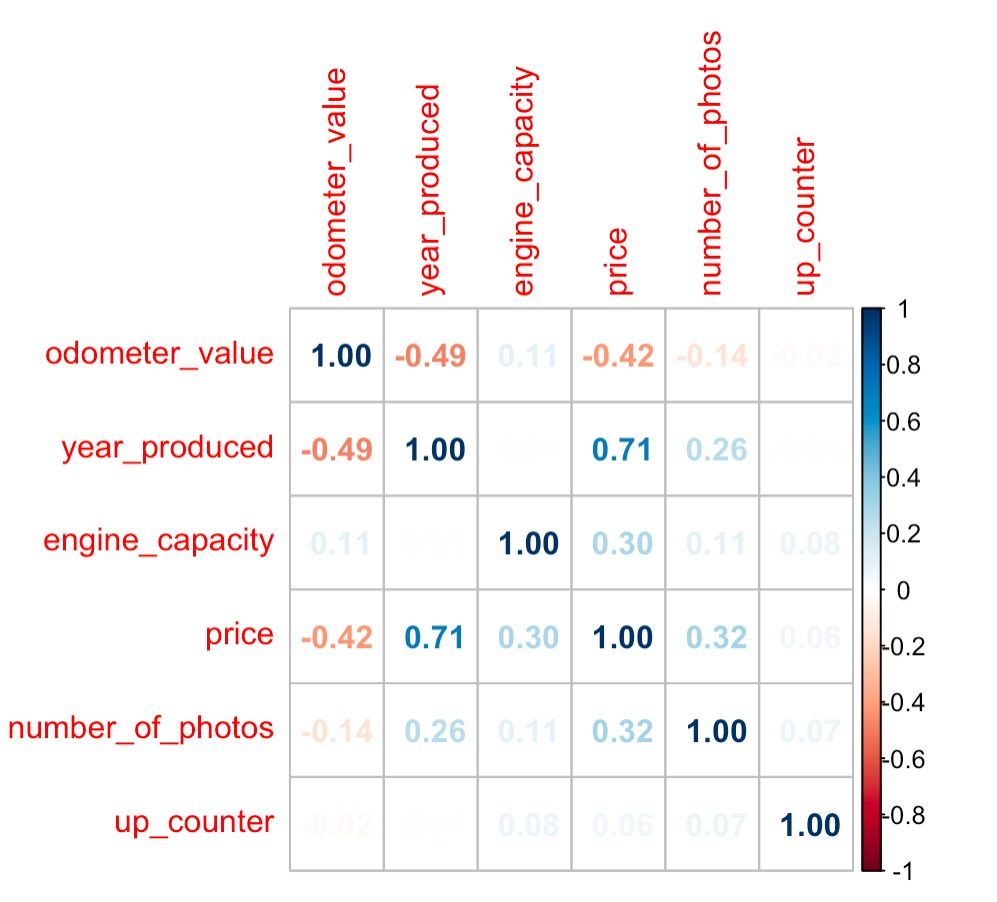 odometer_value
year_produced
engine_capacity
price
number_of_photos
up_counter
odometer_value 1.00 -0.49 0.11 -0.42 -0.14 -0.02
year_produced -0.49 1.00 0.71 0.26
engine_capacity 0.11 1.00 0.30 0.11 0.08
price -0.42 0.71 0.30 1.00 0.32 0.06
number_of_photos -0.14 0.26 0.11 0.32 1.00 0.07
up_counter -0.02 0.08 0.06 0.07 1.00
1
0.8
0.6
0.4
0.2
0
-0.2
-0.4
-0.6
-0.8
-1